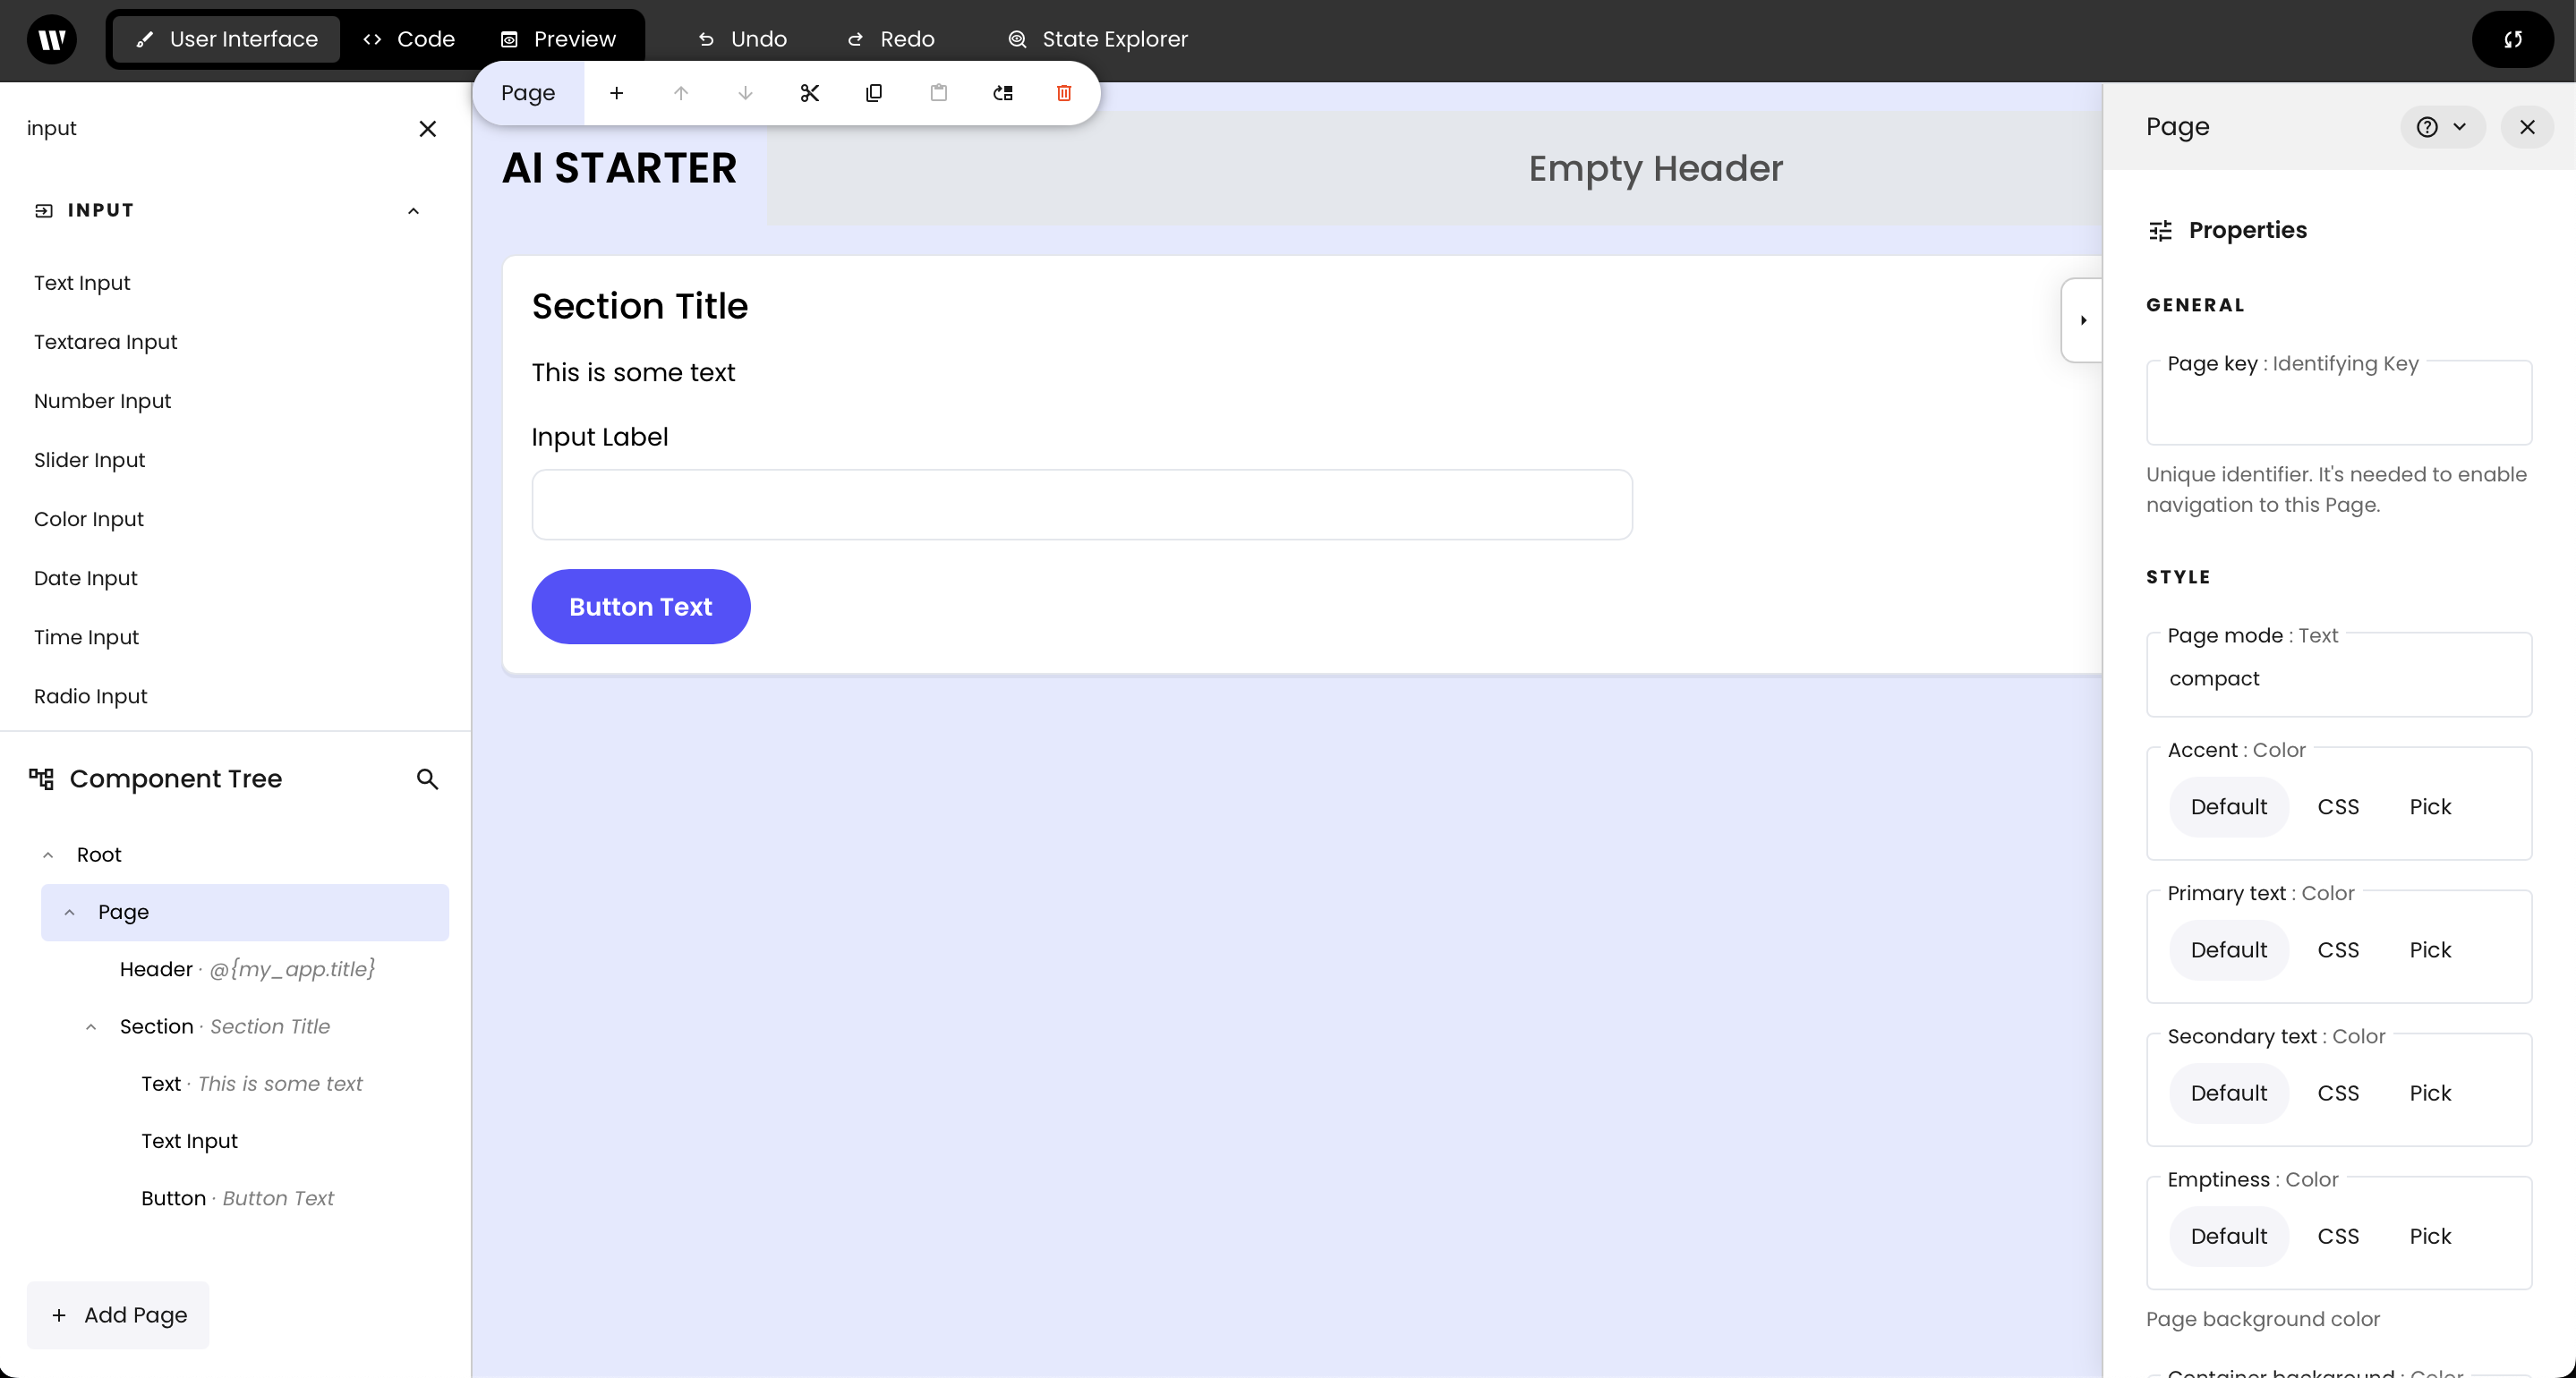 User Interface
Code
Preview
Undo
Redo
State Explorer
input
INPUT
Text Input
Textarea Input
Number Input
Slider Input
Color Input
Date Input
Time Input
Radio Input
Component Tree
Root
Page
Header · @{my_app.title}
Section · Section Title
Text · This is some text
Text Input
Button · Button Text
+ Add Page
Page
AI STARTER
Empty Header
Section Title
This is some text
Input Label
Button Text
Page
Properties
GENERAL
Page key : Identifying Key
Unique identifier. It's needed to enable
navigation to this Page.
STYLE
Page mode : Text
compact
Accent : Color
Default CSS Pick
Primary text : Color
Default CSS Pick
Secondary text : Color
Default CSS Pick
Emptiness : Color
Default CSS Pick
Page background color
Container background : Color